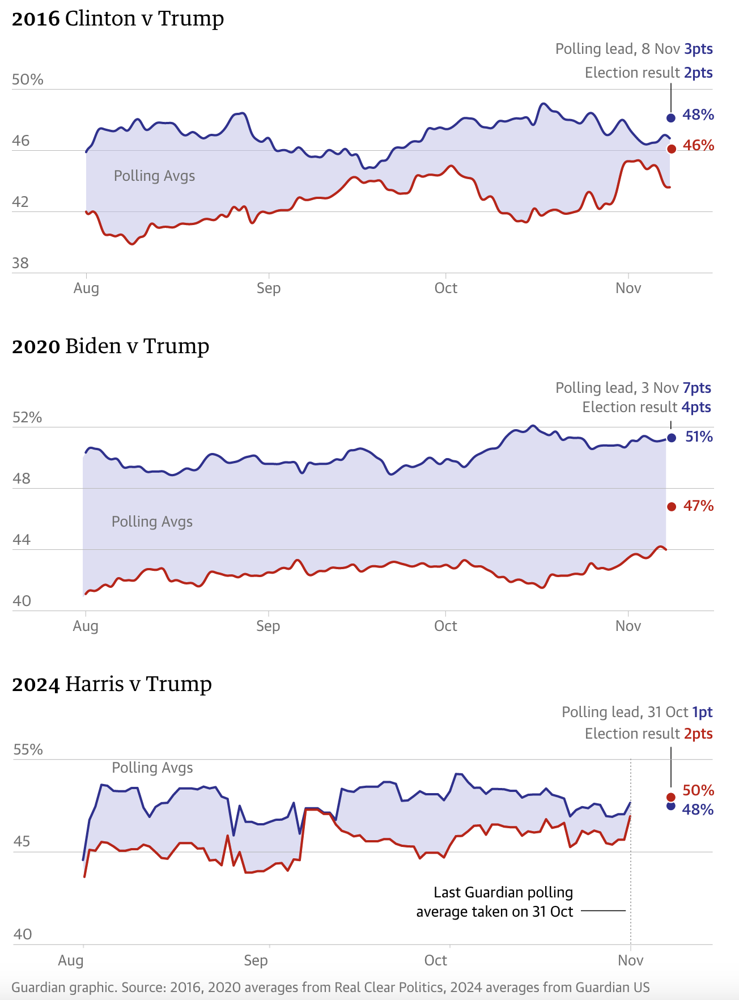 2016 Clinton v Trump
Polling lead, 8 Nov 3pts
Election result 2pts
50%
48%
46
46%
Polling Avgs
42
38
Aug Sep Oct Nov
2020 Biden v Trump
Polling lead, 3 Nov 7pts
Election result 4pts
52%
51%
48
47%
Polling Avgs
44
40
Aug Sep Oct Nov
2024 Harris v Trump
Polling lead, 31 Oct 1pt
Election result 2pts
55%
Polling Avgs
50%
48%
45
Last Guardian polling
average taken on 31 Oct
40
Aug Sep Oct Nov
Guardian graphic. Source: 2016, 2020 averages from Real Clear Politics, 2024 averages from Guardian US